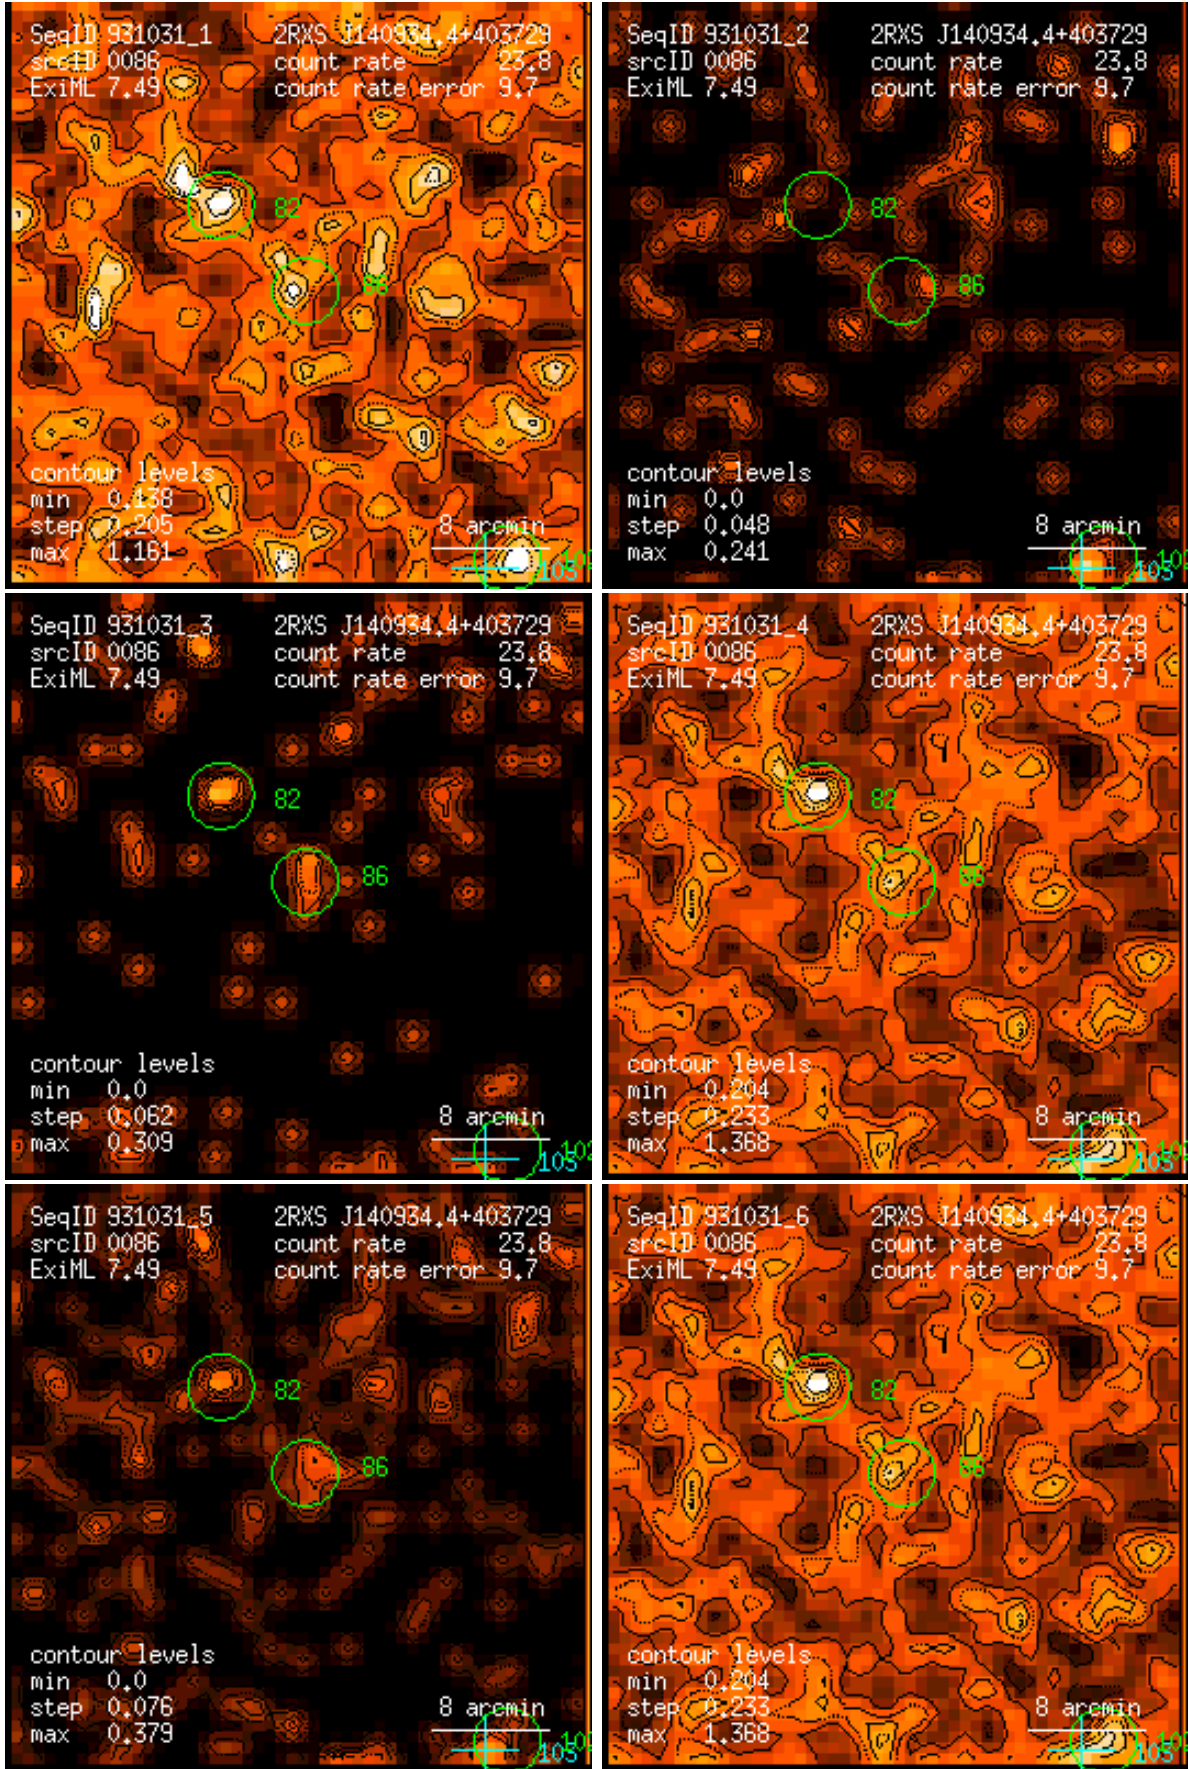 SeqID 931031_1 2RXS J140934.4+403729
srcID 0086 count rate 23.8
ExiML 7.49 count rate error 9.7
82
86
contour levels
min 0.138
step 0.205
max 1.161
8 arcmin
102
105
SeqID 931031_2 2RXS J140934.4+403729
srcID 0086 count rate 23.8
ExiML 7.49 count rate error 9.7
82
86
contour levels
min 0.0
step 0.048
max 0.241
8 arcmin
102
105
SeqID 931031_3 2RXS J140934.4+403729
srcID 0086 count rate 23.8
ExiML 7.49 count rate error 9.7
82
86
contour levels
min 0.0
step 0.062
max 0.309
8 arcmin
102
105
SeqID 931031_4 2RXS J140934.4+403729
srcID 0086 count rate 23.8
ExiML 7.49 count rate error 9.7
82
86
contour levels
min 0.204
step 0.233
max 1.368
8 arcmin
102
105
SeqID 931031_5 2RXS J140934.4+403729
srcID 0086 count rate 23.8
ExiML 7.49 count rate error 9.7
82
86
contour levels
min 0.0
step 0.076
max 0.379
8 arcmin
102
105
SeqID 931031_6 2RXS J140934.4+403729
srcID 0086 count rate 23.8
ExiML 7.49 count rate error 9.7
82
86
contour levels
min 0.204
step 0.233
max 1.368
8 arcmin
102
105